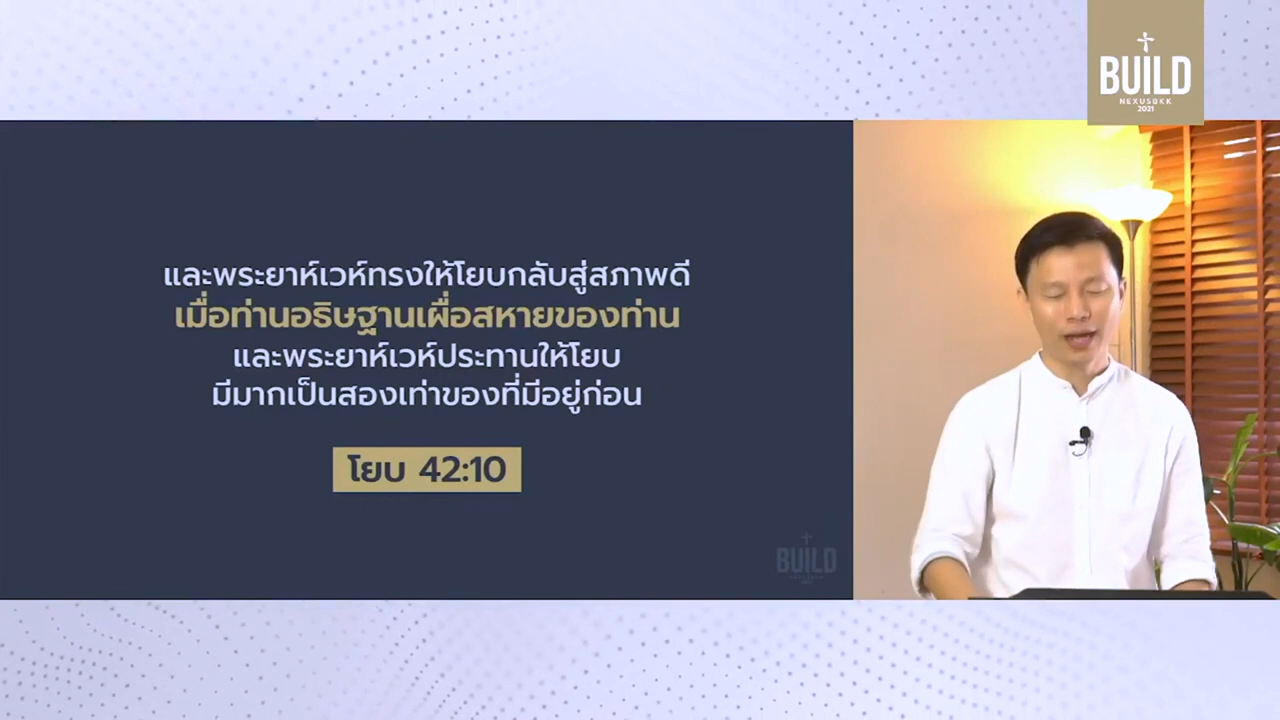 BUILD
NEXUSBKK
2021
และพระยาห์เวห์ทรงให้โยบกลับสู่สภาพดี
เมื่อท่านอธิษฐานเผื่อสหายของท่าน
และพระยาห์เวห์ประทานให้โยบ
มีมากเป็นสองเท่าของที่มีอยู่ก่อน
โยบ 42:10
BUILD